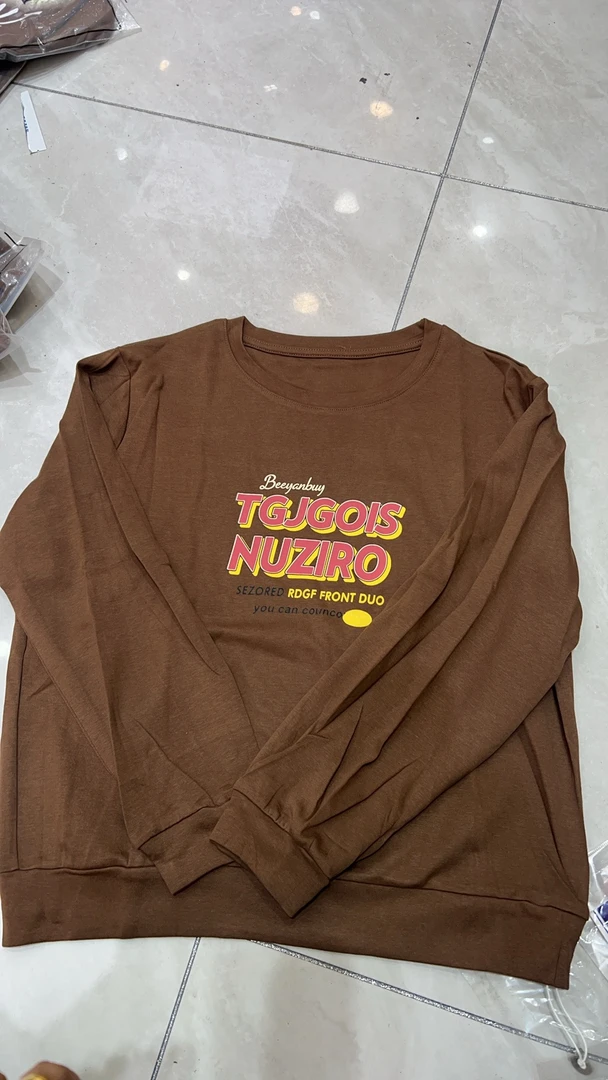 Beeyanbuy
TGJGOIS
NUZIRO
SEZORED RDGF FRONT DUO
you can counco